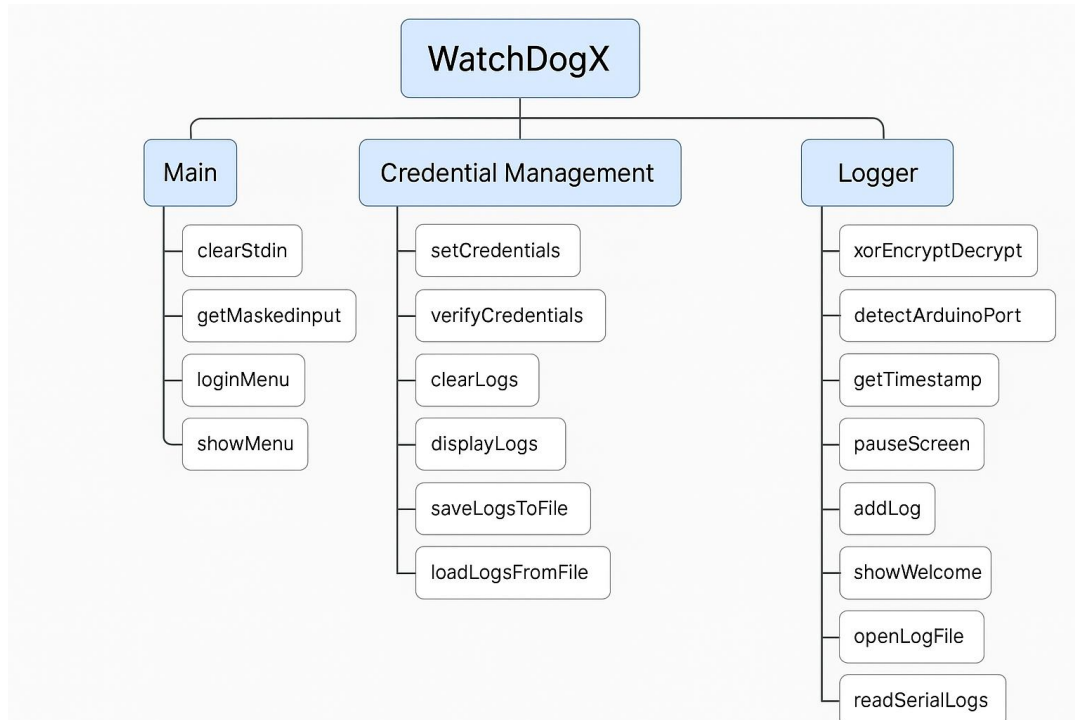 WatchDogX
Main
clearStdin
getMaskedinput
loginMenu
showMenu
Credential Management
setCredentials
verifyCredentials
clearLogs
displayLogs
saveLogsToFile
loadLogsFromFile
Logger
xorEncryptDecrypt
detectArduinoPort
getTimestamp
pauseScreen
addLog
showWelcome
openLogFile
readSerialLogs